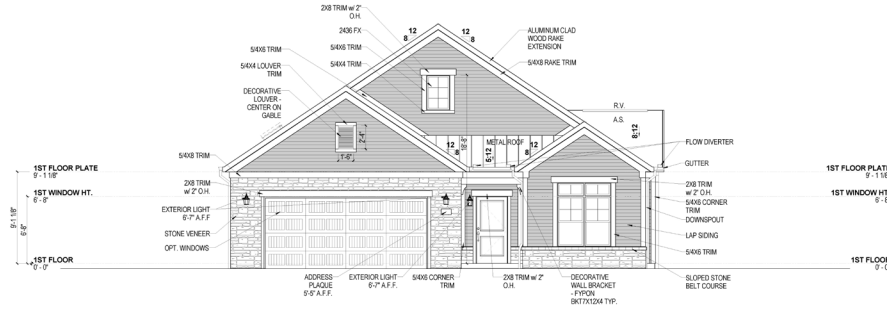 2X8 TRIM w/ 2"
O.H.
2436 FX
5/4X6 TRIM
5/4X6 TRIM
5/4X4 LOUVER
TRIM
5/4X4 TRIM
DECORATIVE
LOUVER -
CENTER ON
GABLE
12
8
12
8
ALUMINUM CLAD
WOOD RAKE
EXTENSION
5/4X8 RAKE TRIM
R.V.
A.S.
8:12
2'-4"
1'-6"
18'-8"
METAL ROOF
12
8
6:12
12
8
FLOW DIVERTER
GUTTER
5/4X8 TRIM
1ST FLOOR PLATE
9' - 1 1/8"
1ST WINDOW HT.
6' - 8"
2X8 TRIM
w/ 2" O.H.
EXTERIOR LIGHT
6'-7" A.F.F
STONE VENEER
OPT. WINDOWS
9'-1 1/8"
6'-8"
1ST FLOOR
0' - 0"
1ST FLOOR PLAT
9' - 1 1/8
1ST WINDOW HT
6' - 8
2X8 TRIM
w/ 2" O.H.
5/4X6 CORNER
TRIM
DOWNSPOUT
LAP SIDING
5/4X6 TRIM
SLOPED STONE
BELT COURSE
1ST FLOO
0' - 0
ADDRESS
PLAQUE
5'-5" A.F.F.
EXTERIOR LIGHT
6'-7" A.F.F.
5/4X6 CORNER
TRIM
2X8 TRIM w/ 2"
O.H.
DECORATIVE
WALL BRACKET
- FYPON
BKT7X12X4 TYP.